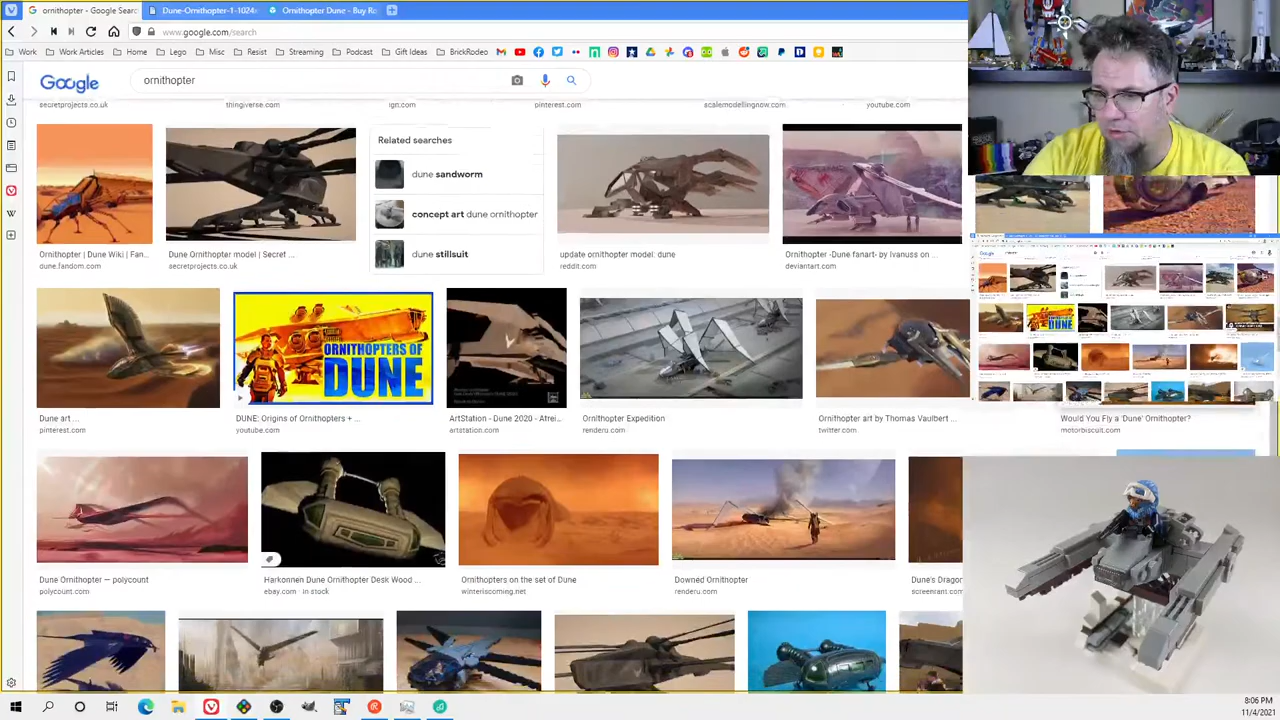 ornithopter - Google Search
Dune-Ornithopter-1-1024x
Ornithopter Dune - Buy Ro
www.google.com/search
Work
Work Articles
Home
Lego
Misc
Resist
Streaming
Podcast
Gift Ideas
BrickRodeo
Google
ornithopter
secretprojects.co.uk
thingiverse.com
ign.com
pinterest.com
scalemodellingnow.com
youtube.com
Related searches
dune sandworm
concept art dune ornithopter
dune stillsuit
Ornithopter | Dune Wiki | Fan...
dune.fandom.com
Dune Ornithopter model | Secret ...
secretprojects.co.uk
update ornithopter model: dune
reddit.com
Ornithopter -Dune fanart- by Ivanuss on ...
deviantart.com
ORNITHOPTERS OF
DUNE
Dune art ...
pinterest.com
DUNE: Origins of Ornithopters + ...
youtube.com
ArtStation - Dune 2020 - Atrei...
artstation.com
Ornithopter Expedition
renderu.com
Ornithopter art by Thomas Vaulbert ...
twitter.com
Would You Fly a 'Dune' Ornithopter?
motorbiscuit.com
Dune Ornithopter — polycount
polycount.com
Harkonnen Dune Ornithopter Desk Wood ...
ebay.com · In stock
Ornithopters on the set of Dune
winteriscoming.net
Downed Ornithopter
renderu.com
Dune's Dragon
screenrant.com
8:06 PM
11/4/2021